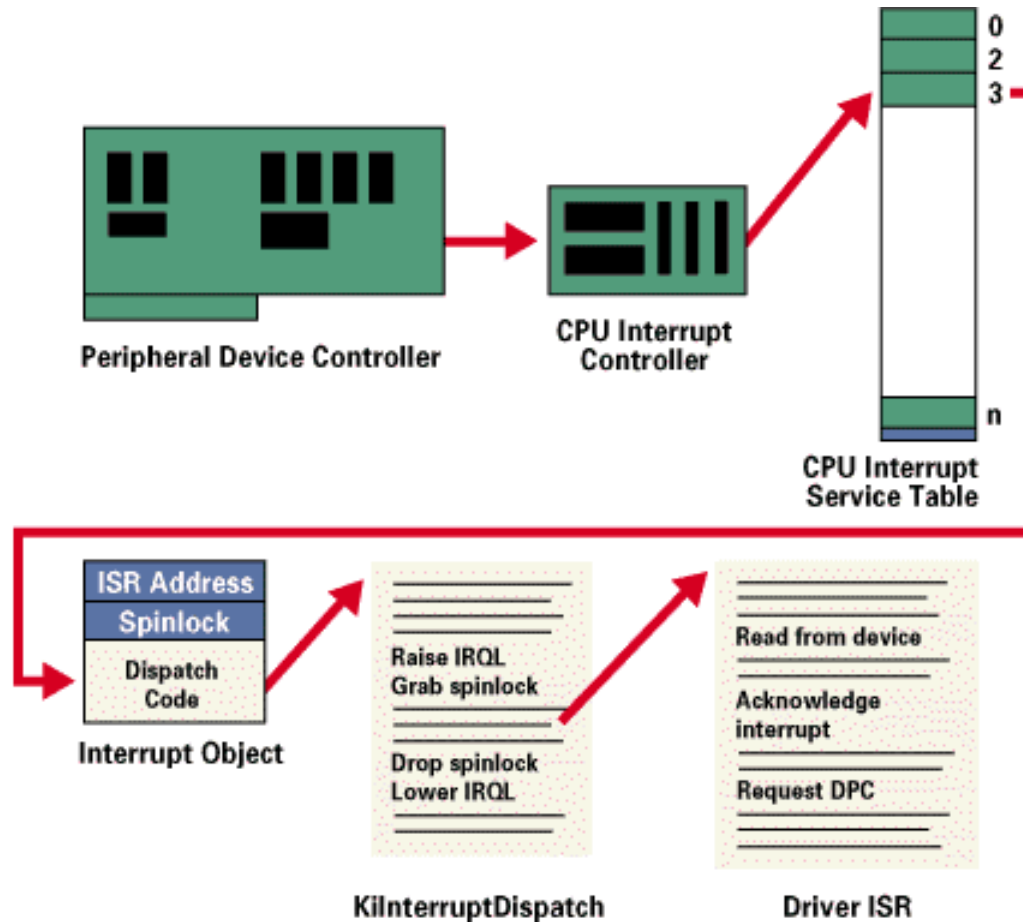 0
2
3
n
Peripheral Device Controller
CPU Interrupt
Controller
CPU Interrupt
Service Table
ISR Address
Spinlock
Dispatch
Code
Interrupt Object
Raise IRQL
Grab spinlock
Drop spinlock
Lower IRQL
KiInterruptDispatch
Read from device
Acknowledge
interrupt
Request DPC
Driver ISR